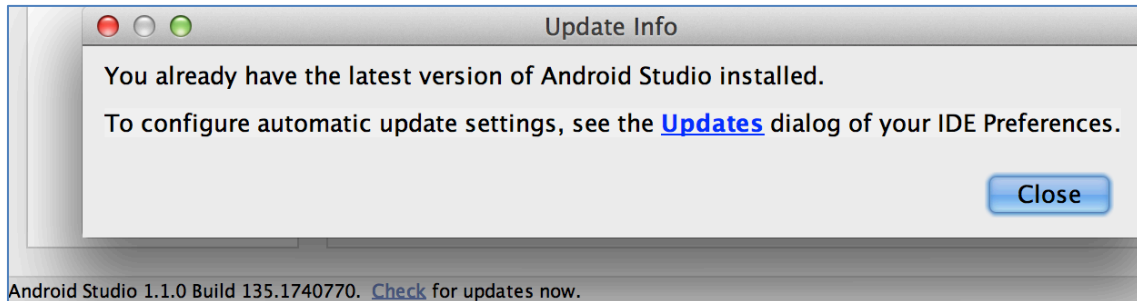 Update Info
You already have the latest version of Android Studio installed.
To configure automatic update settings, see the Updates dialog of your IDE Preferences.
Close
Android Studio 1.1.0 Build 135.1740770. Check for updates now.